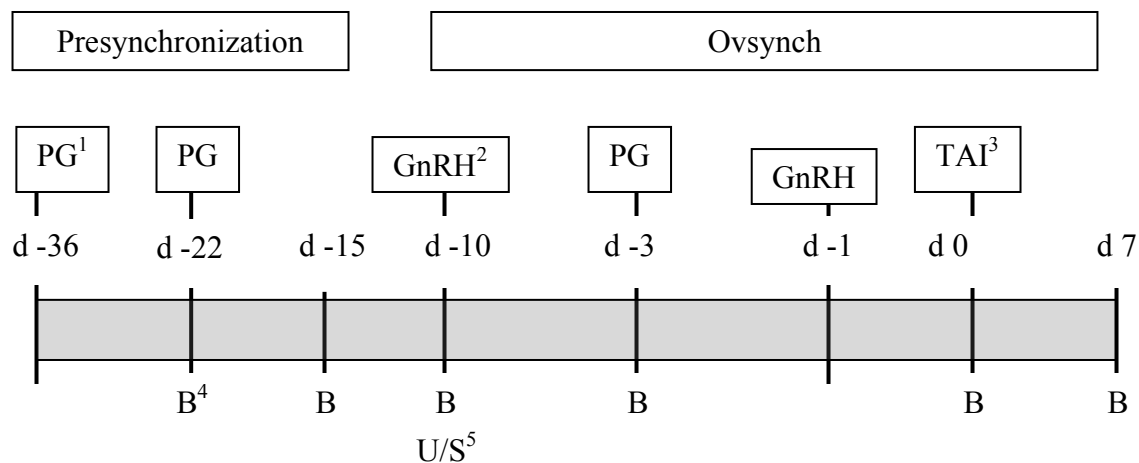 Presynchronization Ovsynch
PG¹ PG GnRH² PG GnRH TAI³
d -36 d -22 d -15 d -10 d -3 d -1 d 0 d 7
B⁴ B B B B B
U/S⁵